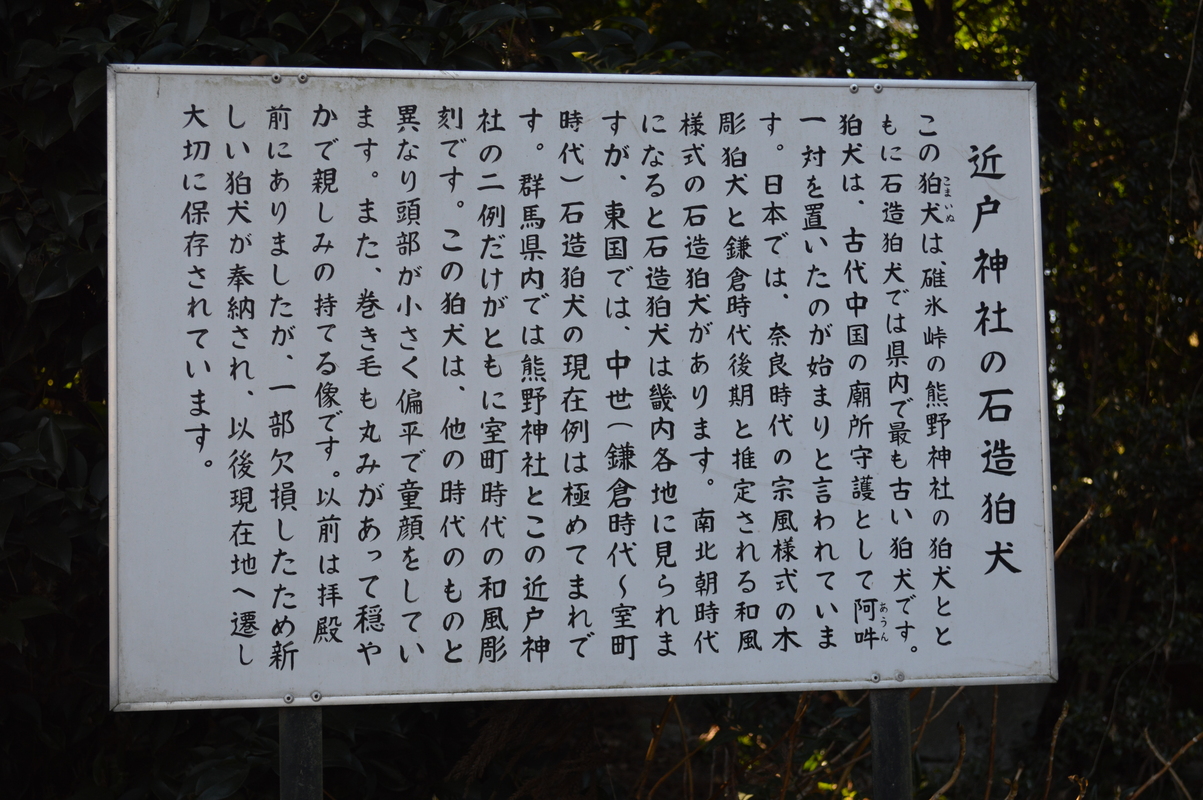 近戸神社の石造狛犬
この狛犬は、碓氷峠の熊野神社の狛犬とと
こまいぬ
もに石造狛犬では県内で最も古い狛犬です。
狛犬は、古代中国の廟所守護として阿吽
あうん
一対を置いたのが始まりと言われていま
す。日本では、奈良時代の宗風様式の木
彫狛犬と鎌倉時代後期と推定される和風
様式の石造狛犬があります。南北朝時代
になると石造狛犬は畿内各地に見られま
すが、東国では、中世(鎌倉時代~室町
時代)石造狛犬の現在例は極めてまれで
す。群馬県内では熊野神社とこの近戸神
社の二例だけがともに室町時代の和風彫
刻です。この狛犬は、他の時代のものと
異なり頭部が小さく偏平で童顔をしてい
ます。また、巻き毛も丸みがあって穏や
かで親しみの持てる像です。以前は拝殿
前にありましたが、一部欠損したため新
しい狛犬が奉納され、以後現在地へ遷し
大切に保存されています。